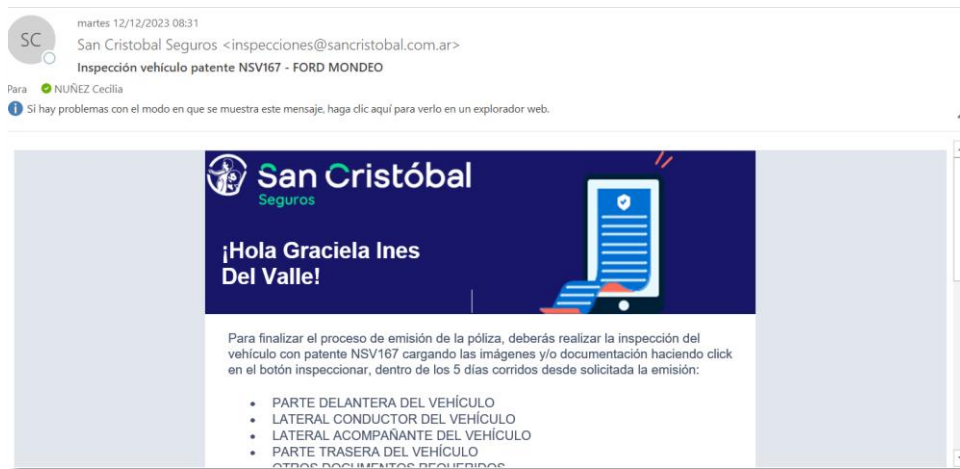 SC
martes 12/12/2023 08:31
San Cristobal Seguros <inspecciones@sancristobal.com.ar>
Inspección vehículo patente NSV167 - FORD MONDEO
Para NUÑEZ Cecilia
Si hay problemas con el modo en que se muestra este mensaje, haga clic aquí para verlo en un explorador web.
San Cristóbal
Seguros
¡Hola Graciela Ines
Del Valle!
Para finalizar el proceso de emisión de la póliza, deberás realizar la inspección del
vehículo con patente NSV167 cargando las imágenes y/o documentación haciendo click
en el botón inspeccionar, dentro de los 5 días corridos desde solicitada la emisión:
• PARTE DELANTERA DEL VEHÍCULO
• LATERAL CONDUCTOR DEL VEHÍCULO
• LATERAL ACOMPAÑANTE DEL VEHÍCULO
• PARTE TRASERA DEL VEHÍCULO
OTROS DOCUMENTOS REQUERIDOS